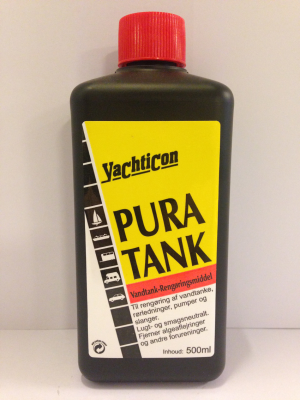 Yachticon
PURA
TANK
Vandtank-Rengøringsmiddel
Til rengøring af vandtanke,
rørledninger, pumper og
slanger.
Lugt- og smagsneutralt.
Fjerner algeaflejringer
og andre forureninger.
Inhoud: 500ml